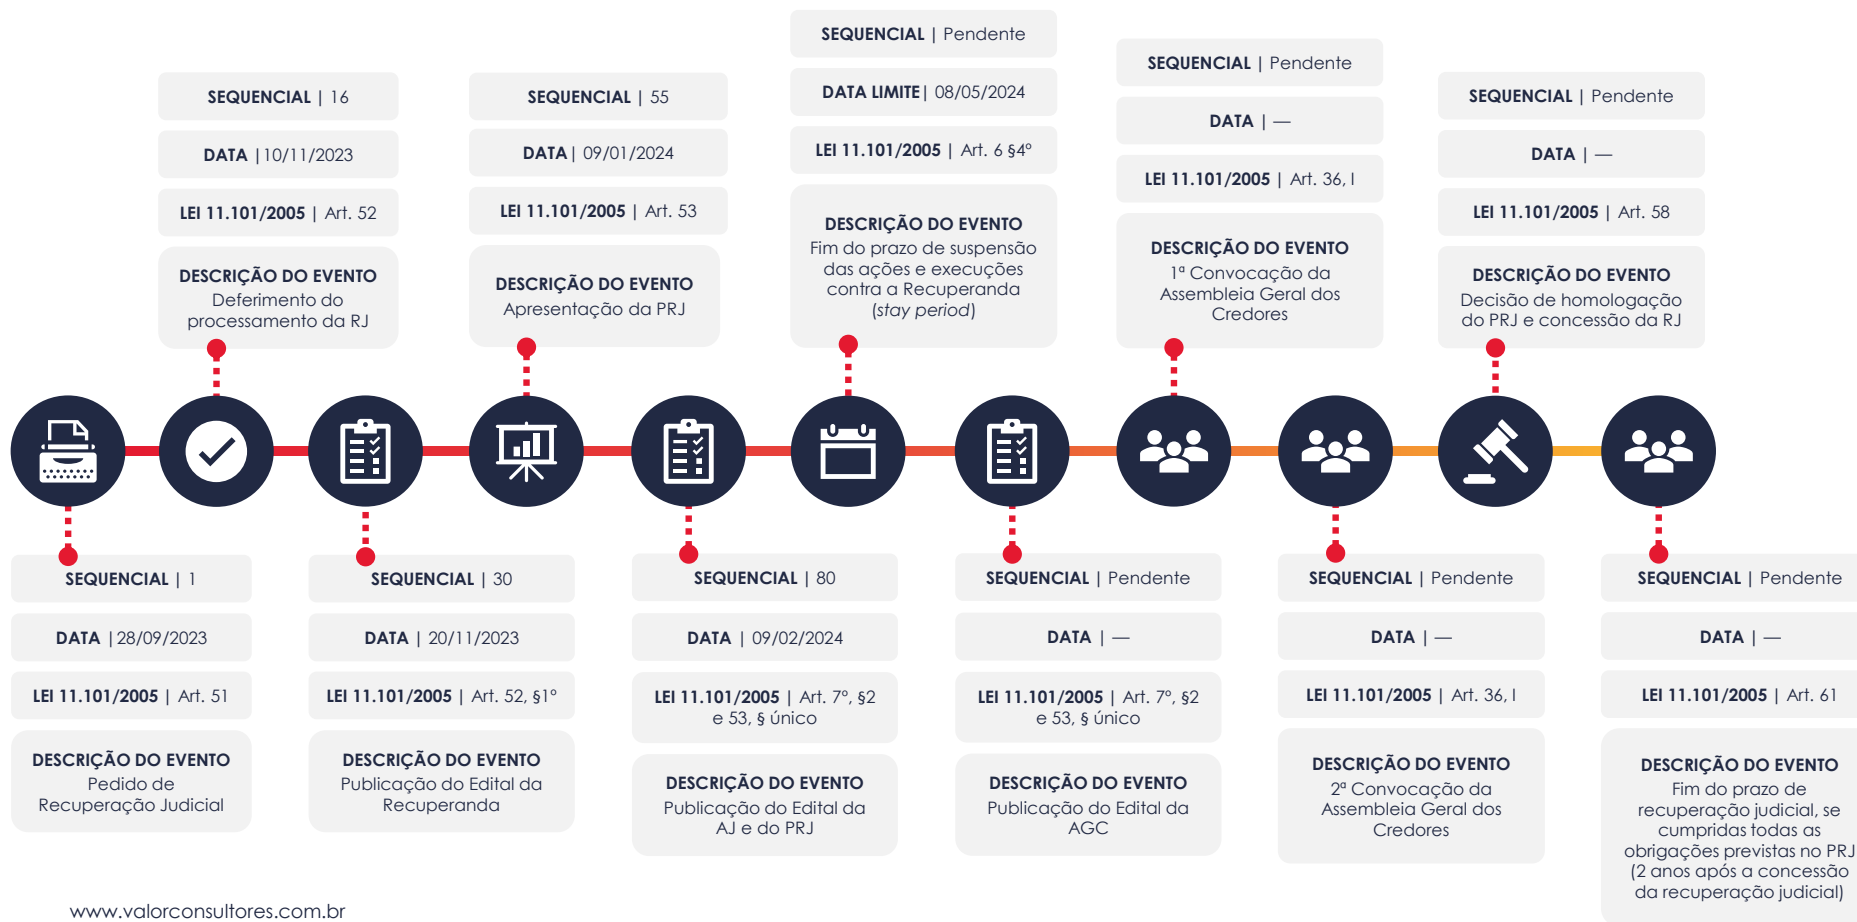 SEQUENCIAL | 1
DATA |28/09/2023
LEI 11.101/2005 | Art. 51
DESCRIÇÃO DO EVENTO
Pedido de
Recuperação Judicial
SEQUENCIAL | 16
DATA |10/11/2023
LEI 11.101/2005 | Art. 52
DESCRIÇÃO DO EVENTO
Deferimento do
processamento da RJ
SEQUENCIAL | 30
DATA | 20/11/2023
LEI 11.101/2005 | Art. 52, §1º
DESCRIÇÃO DO EVENTO
Publicação do Edital da
Recuperanda
SEQUENCIAL | 55
DATA| 09/01/2024
LEI 11.101/2005 | Art. 53
DESCRIÇÃO DO EVENTO
Apresentação da PRJ
SEQUENCIAL | 80
DATA | 09/02/2024
LEI 11.101/2005 | Art. 7º, §2
e 53, § único
DESCRIÇÃO DO EVENTO
Publicação do Edital da
AJ e do PRJ
SEQUENCIAL | Pendente
DATA LIMITE| 08/05/2024
LEI 11.101/2005 | Art. 6 §4º
DESCRIÇÃO DO EVENTO
Fim do prazo de suspensão
das ações e execuções
contra a Recuperanda
(stay period)
SEQUENCIAL | Pendente
DATA | —
LEI 11.101/2005 | Art. 7º, §2
e 53, § único
DESCRIÇÃO DO EVENTO
Publicação do Edital da
AGC
SEQUENCIAL | Pendente
DATA | —
LEI 11.101/2005 | Art. 36, I
DESCRIÇÃO DO EVENTO
1ª Convocação da
Assembleia Geral dos
Credores
SEQUENCIAL | Pendente
DATA | —
LEI 11.101/2005 | Art. 36, I
DESCRIÇÃO DO EVENTO
2ª Convocação da
Assembleia Geral dos
Credores
SEQUENCIAL | Pendente
DATA | —
LEI 11.101/2005 | Art. 58
DESCRIÇÃO DO EVENTO
Decisão de homologação
do PRJ e concessão da RJ
SEQUENCIAL | Pendente
DATA | —
LEI 11.101/2005 | Art. 61
DESCRIÇÃO DO EVENTO
Fim do prazo de
recuperação judicial, se
cumpridas todas as
obrigações previstas no PRJ
(2 anos após a concessão
da recuperação judicial)
www.valorconsultores.com.br